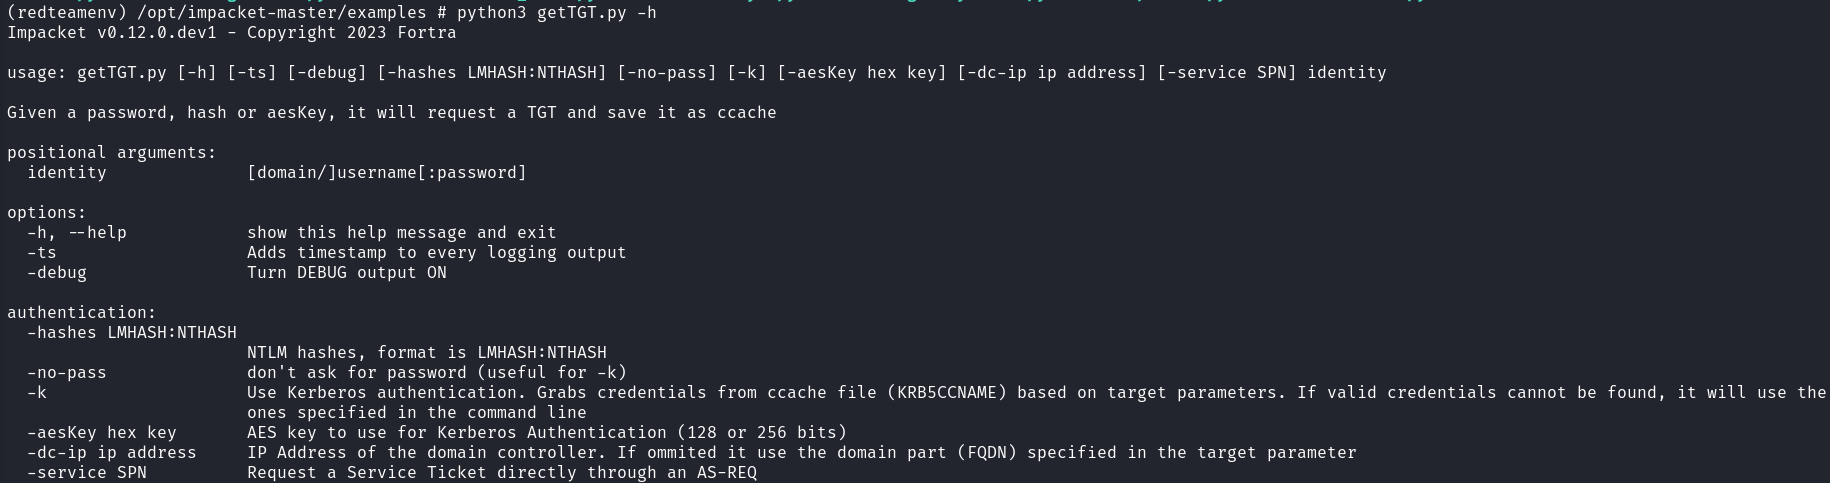 (redteamenv) /opt/impacket-master/examples # python3 getTGT.py -h
Impacket v0.12.0.dev1 - Copyright 2023 Fortra

usage: getTGT.py [-h] [-ts] [-debug] [-hashes LMHASH:NTHASH] [-no-pass] [-k] [-aesKey hex key] [-dc-ip ip address] [-service SPN] identity

Given a password, hash or aesKey, it will request a TGT and save it as ccache

positional arguments:
  identity              [domain/]username[:password]

options:
  -h, --help            show this help message and exit
  -ts                   Adds timestamp to every logging output
  -debug                Turn DEBUG output ON

authentication:
  -hashes LMHASH:NTHASH
                        NTLM hashes, format is LMHASH:NTHASH
  -no-pass              don't ask for password (useful for -k)
  -k                    Use Kerberos authentication. Grabs credentials from ccache file (KRB5CCNAME) based on target parameters. If valid credentials cannot be found, it will use the
                        ones specified in the command line
  -aesKey hex key       AES key to use for Kerberos Authentication (128 or 256 bits)
  -dc-ip ip address     IP Address of the domain controller. If ommited it use the domain part (FQDN) specified in the target parameter
  -service SPN          Request a Service Ticket directly through an AS-REQ